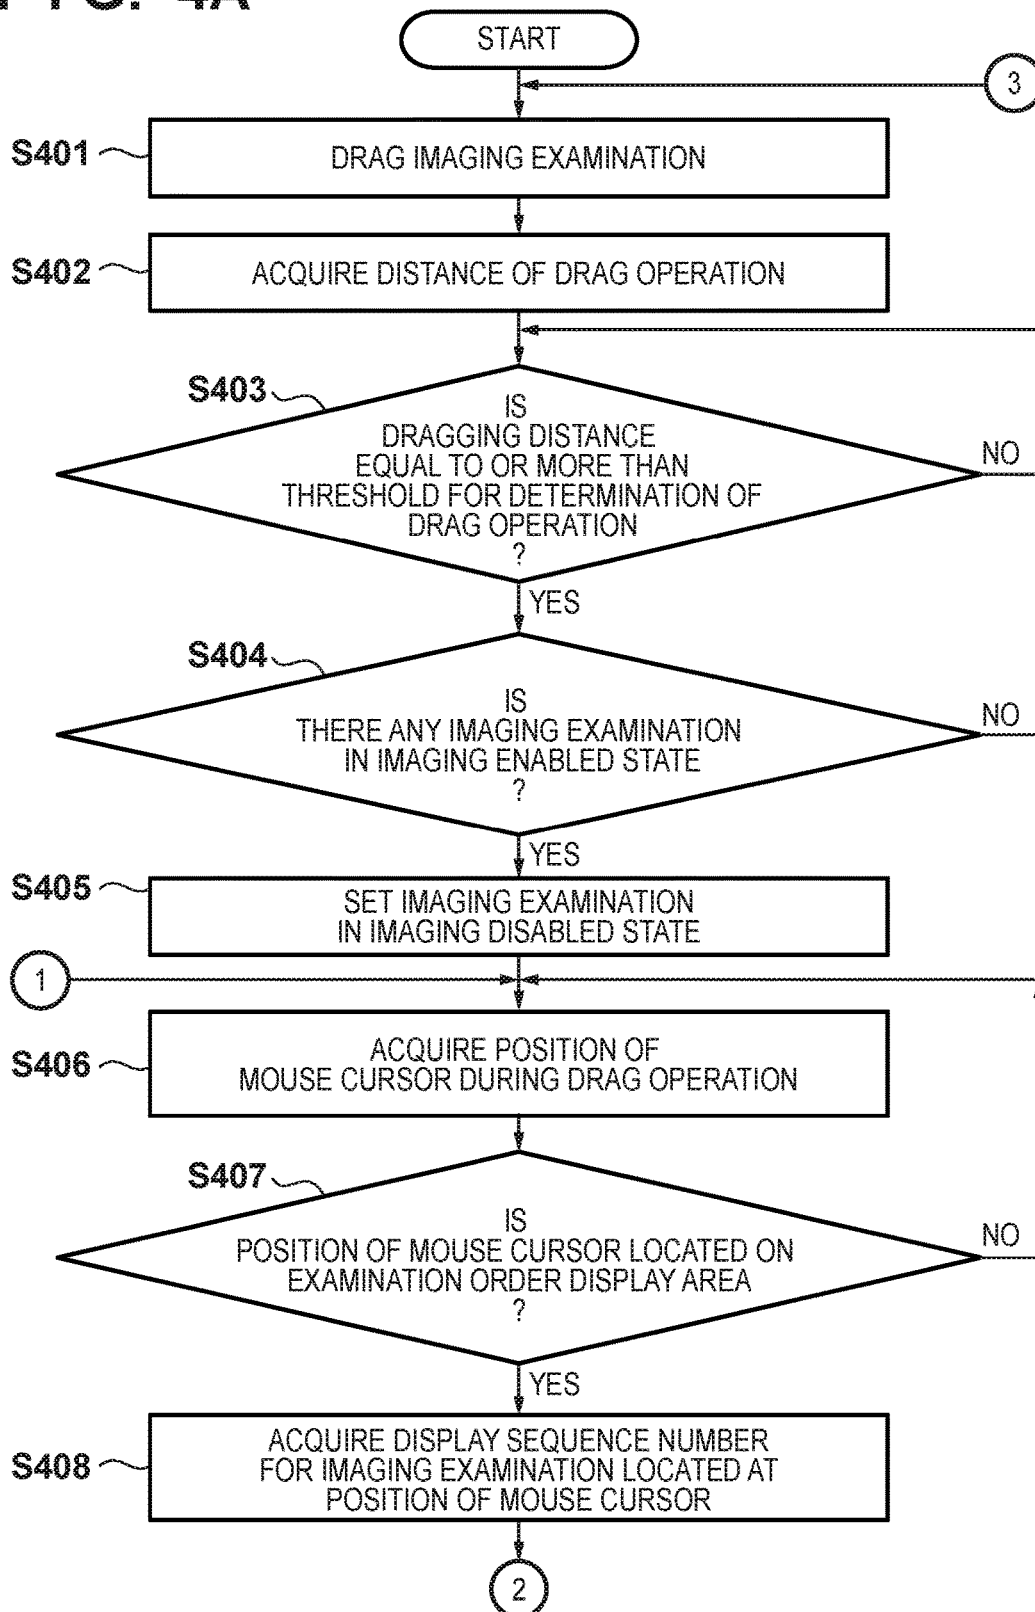 FIG. 4A
START
3
S401
DRAG IMAGING EXAMINATION
S402
ACQUIRE DISTANCE OF DRAG OPERATION
S403
IS
DRAGGING DISTANCE
EQUAL TO OR MORE THAN
THRESHOLD FOR DETERMINATION OF
DRAG OPERATION
?
NO
YES
S404
IS
THERE ANY IMAGING EXAMINATION
IN IMAGING ENABLED STATE
?
NO
YES
S405
SET IMAGING EXAMINATION
IN IMAGING DISABLED STATE
1
S406
ACQUIRE POSITION OF
MOUSE CURSOR DURING DRAG OPERATION
S407
IS
POSITION OF MOUSE CURSOR LOCATED ON
EXAMINATION ORDER DISPLAY AREA
?
NO
YES
S408
ACQUIRE DISPLAY SEQUENCE NUMBER
FOR IMAGING EXAMINATION LOCATED AT
POSITION OF MOUSE CURSOR
2